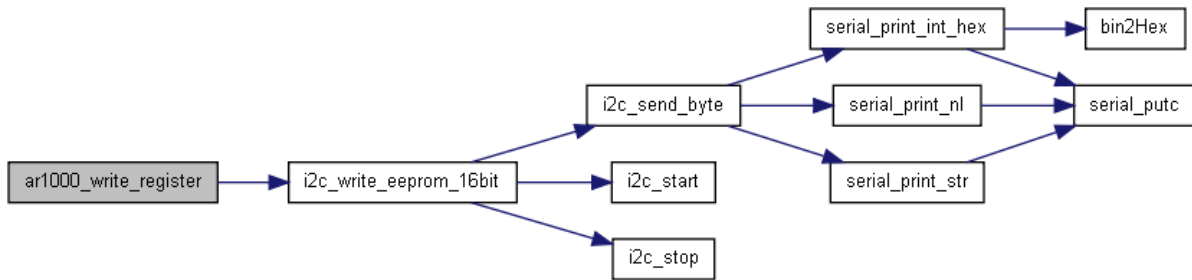 serial_print_int_hex
bin2Hex
i2c_send_byte
serial_print_nl
serial_putc
ar1000_write_register
i2c_write_eeprom_16bit
i2c_start
serial_print_str
i2c_stop